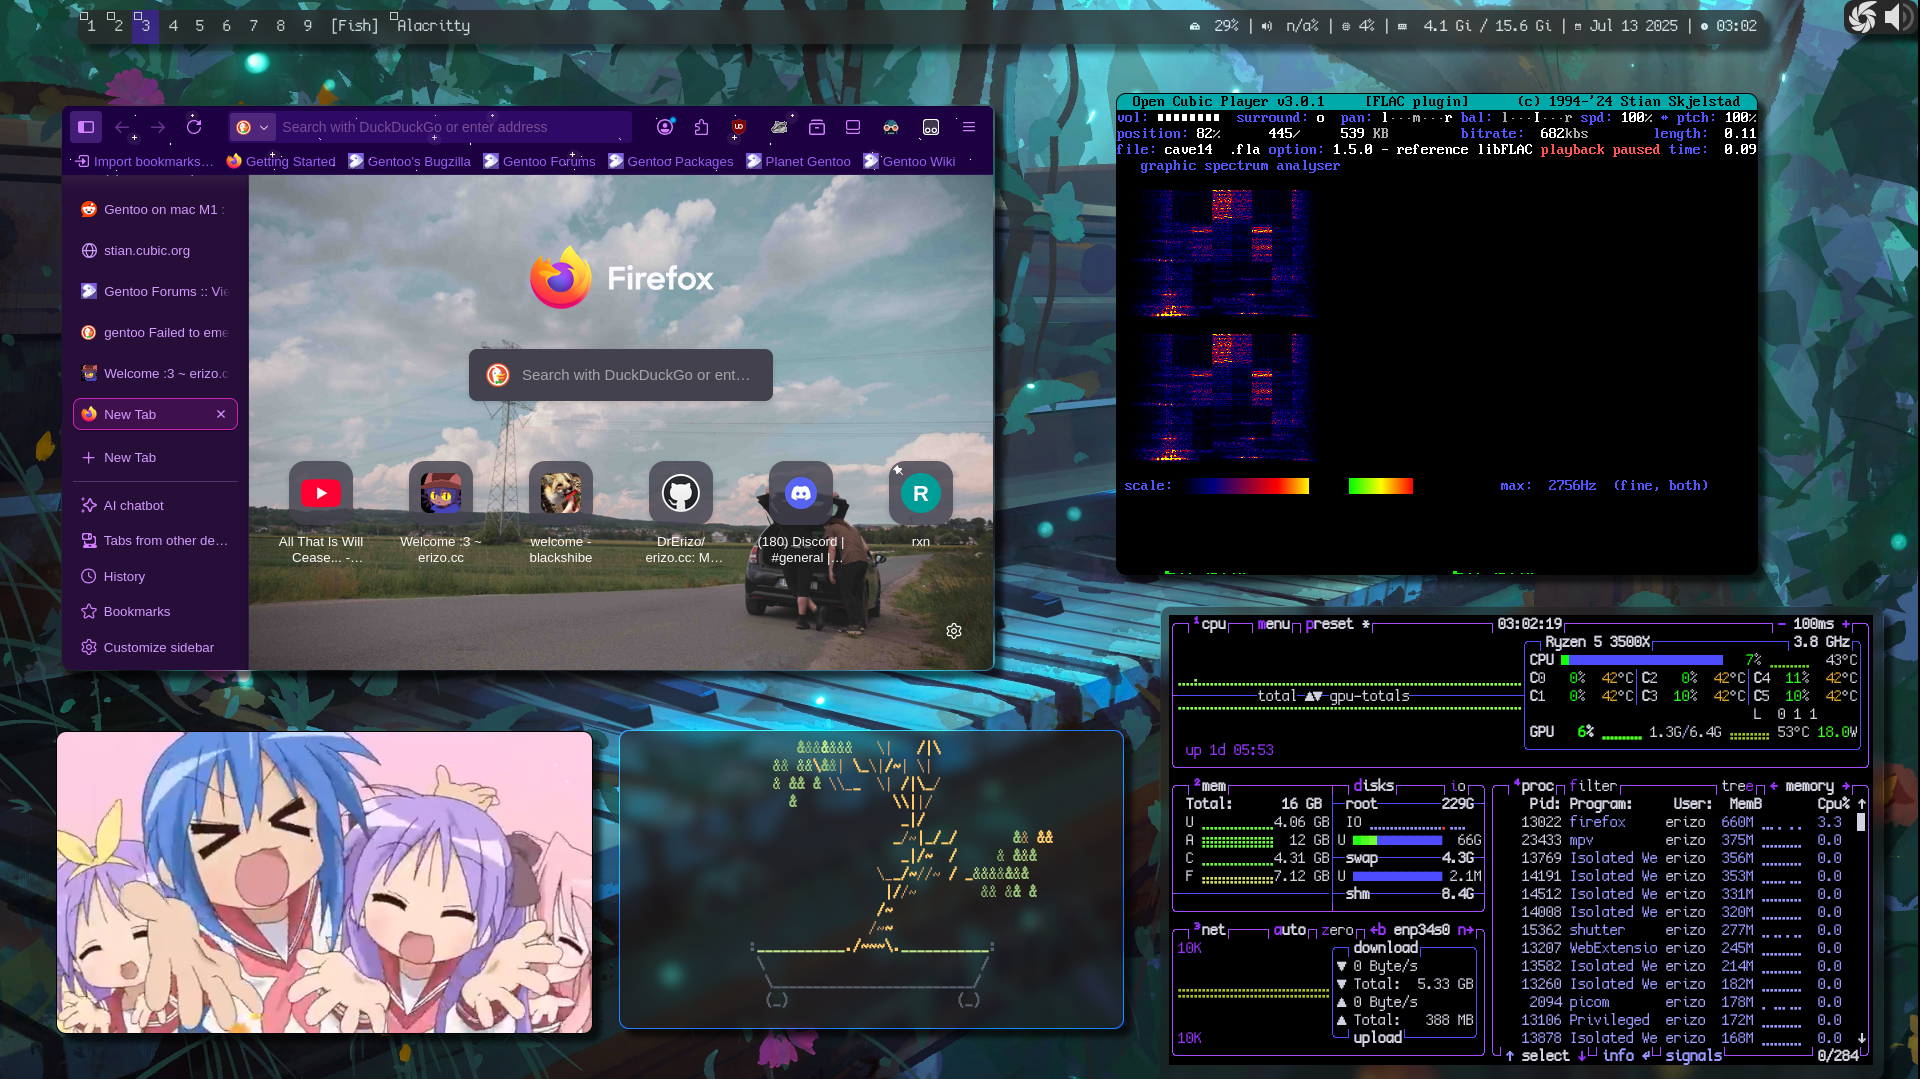 1 2 3 4 5 6 7 8 9 [Fish] Alacritty
29% | n/a% | 4% | 4.1 Gi / 15.6 Gi | Jul 13 2025 | 03:02
Search with DuckDuckGo or enter address
Import bookmarks… Getting Started Gentoo's Bugzilla Gentoo Forums Gentoo Packages Planet Gentoo Gentoo Wiki
Gentoo on mac M1 :
stian.cubic.org
Gentoo Forums :: Vie
gentoo Failed to eme
Welcome :3 ~ erizo.c
New Tab
New Tab
AI chatbot
Tabs from other de…
History
Bookmarks
Customize sidebar
Firefox
Search with DuckDuckGo or ent…
R
All That Is Will Cease... -…
Welcome :3 ~ erizo.cc
welcome - blackshibe
DrErizo/ erizo.cc: M…
(180) Discord | #general |…
rxn
Open Cubic Player v3.0.1 [FLAC plugin] (c) 1994-'24 Stian Skjelstad
vol: surround: o pan: l···m···r bal: l···I···r spd: 100% ptch: 100%
position: 82% 445/ 539 KB bitrate: 682kbs length: 0.11
file: cave14 .fla option: 1.5.0 - reference libFLAC playback paused time: 0.09
graphic spectrum analyser
scale: max: 2756Hz (fine, both)
1cpu menu preset * 03:02:19 - 100ms +
Ryzen 5 3500X 3.8 GHz
CPU 7% 43°C
C0 0% 42°C C2 0% 42°C C4 11% 42°C
C1 0% 42°C C3 10% 42°C C5 10% 42°C
L 0 1 1
GPU 6% 1.3G/6.4G 53°C 18.0W
total ▲▼ gpu-totals
up 1d 05:53
2mem disks io
Total: 16 GB root 229G
U 4.06 GB IO
A 12 GB U 66G
C 4.31 GB swap 4.3G
F 7.12 GB U 2.1M
shm 8.4G
3net auto zero ←b enp34s0 n→
10K download
▼ 0 Byte/s
▼ Total: 5.33 GB
▲ 0 Byte/s
▲ Total: 388 MB
10K upload
4proc filter tree ← memory →
Pid: Program: User: MemB Cpu% ↑
13022 firefox erizo 660M 3.3
23433 mpv erizo 375M 0.0
13769 Isolated We erizo 356M 0.0
14191 Isolated We erizo 353M 0.0
14512 Isolated We erizo 331M 0.0
14008 Isolated We erizo 320M 0.0
15362 shutter erizo 277M 0.0
13207 WebExtensio erizo 245M 0.0
13582 Isolated We erizo 214M 0.0
13260 Isolated We erizo 182M 0.0
2094 picom erizo 178M 0.0
13106 Privileged erizo 172M 0.0
13878 Isolated We erizo 168M 0.0 ↓
↑ select ↓ info ↲ signals 0/284